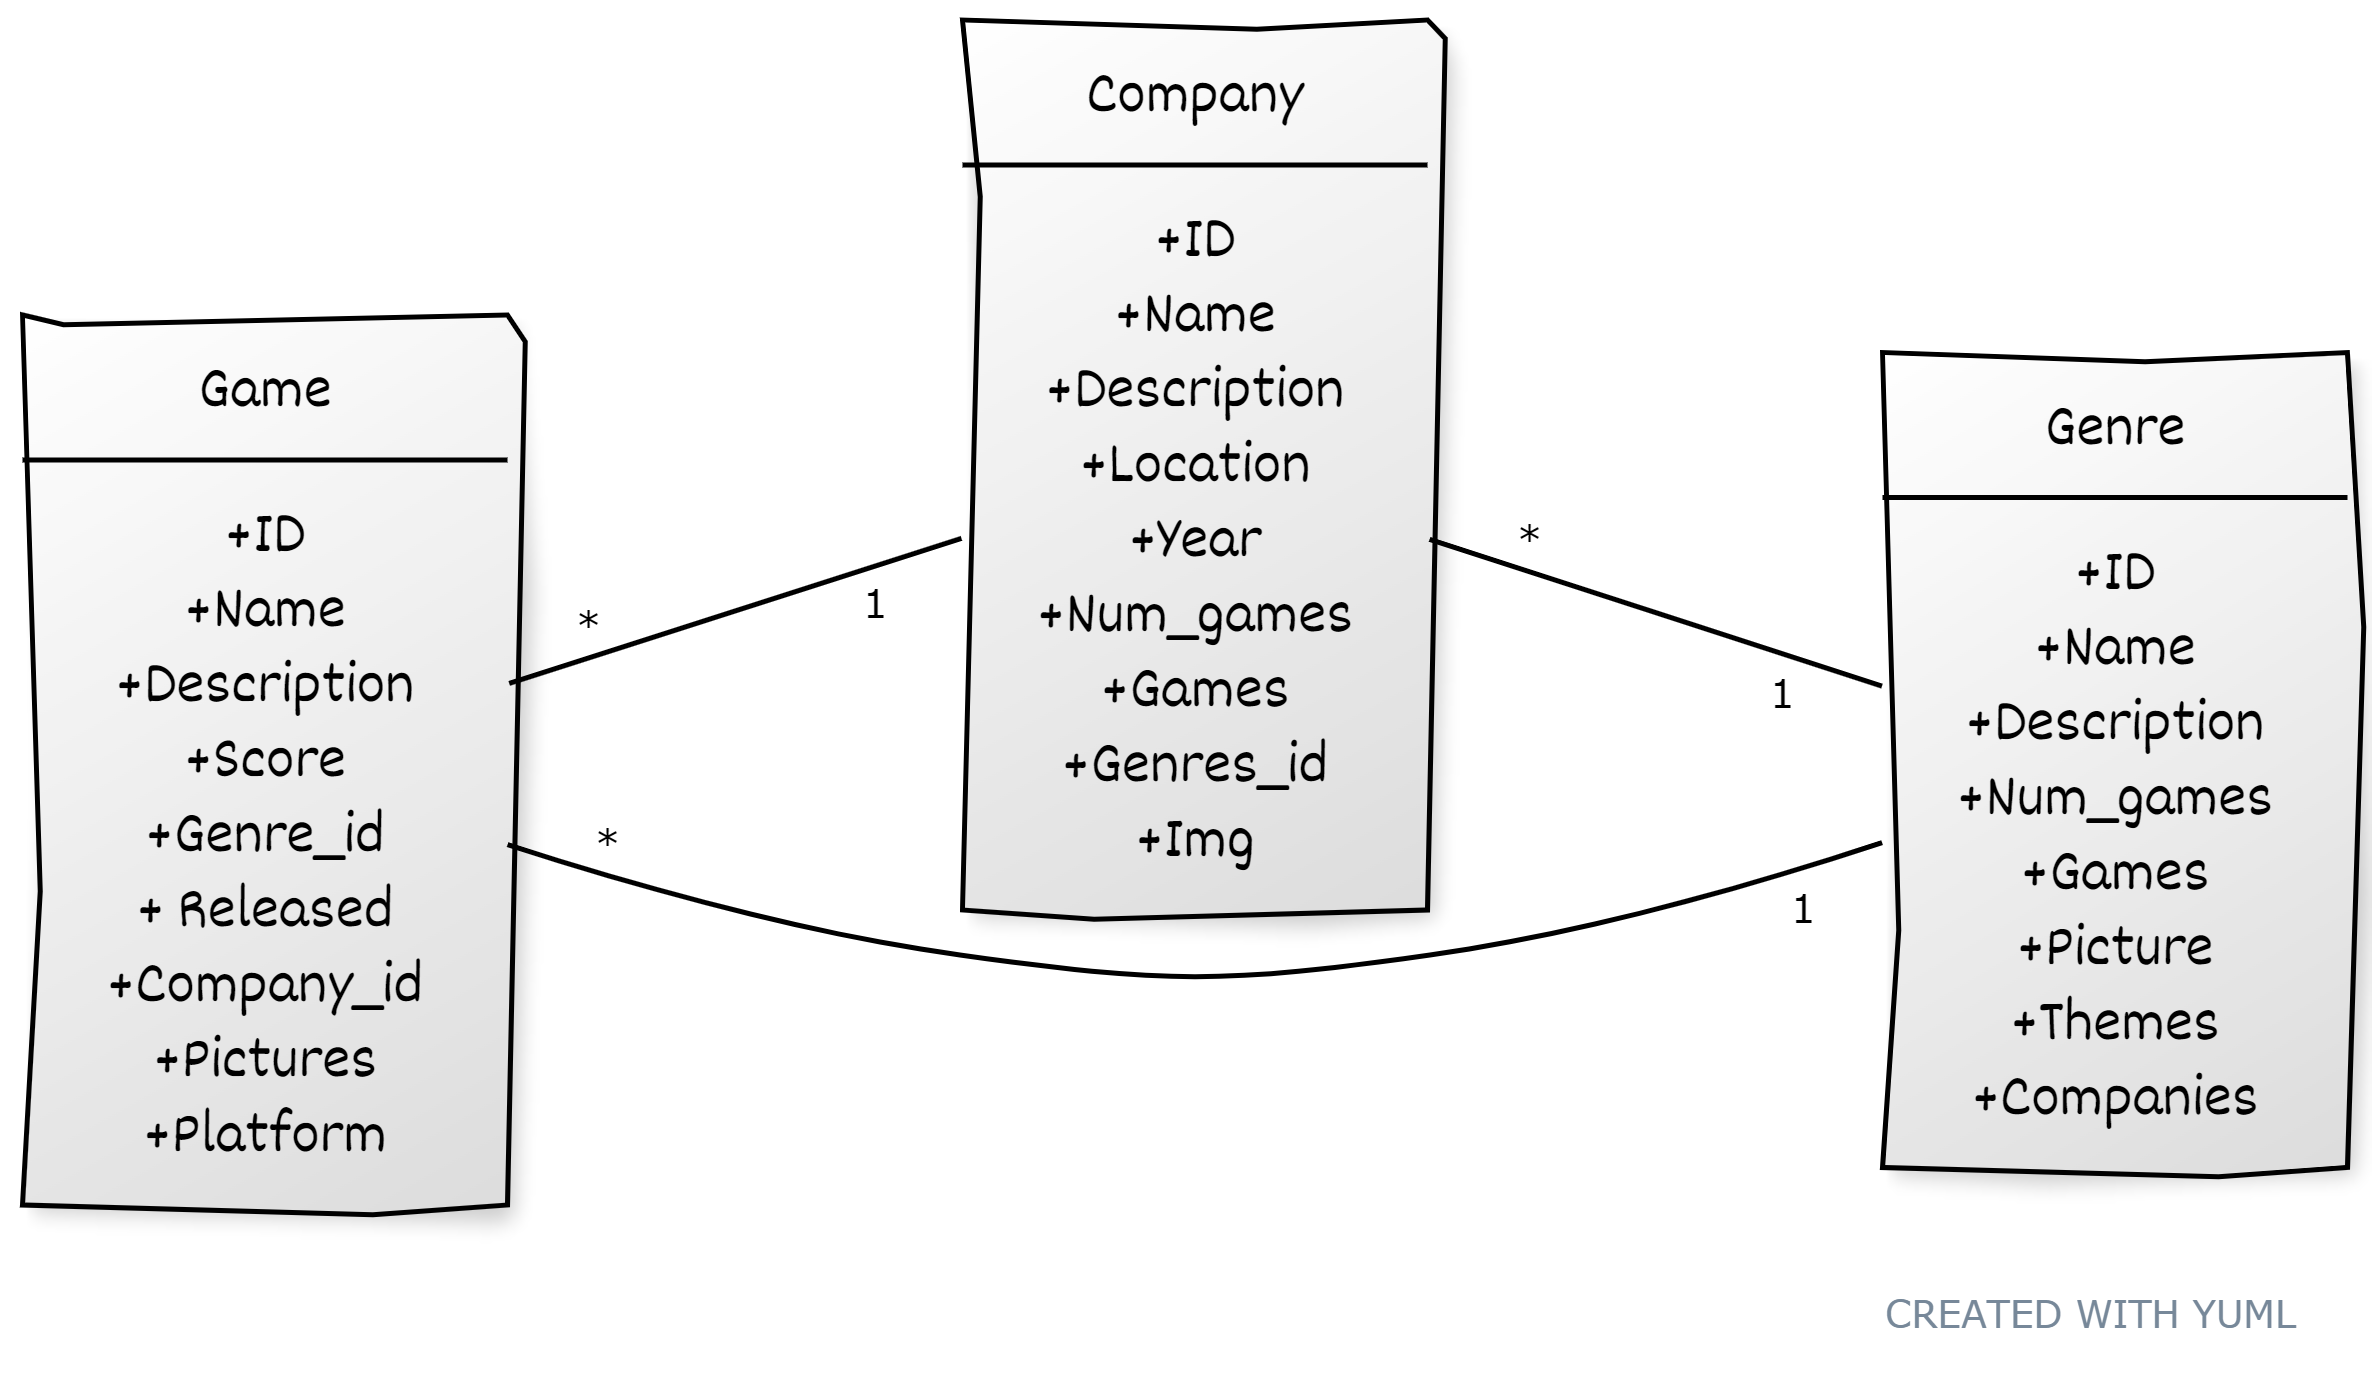 Company
+ID
+Name
+Description
+Location
+Year
+Num_games
+Games
+Genres_id
+Img
Game
+ID
+Name
+Description
+Score
+Genre_id
+ Released
+Company_id
+Pictures
+Platform
Genre
+ID
+Name
+Description
+Num_games
+Games
+Picture
+Themes
+Companies
*
1
*
1
*
1
CREATED WITH YUML